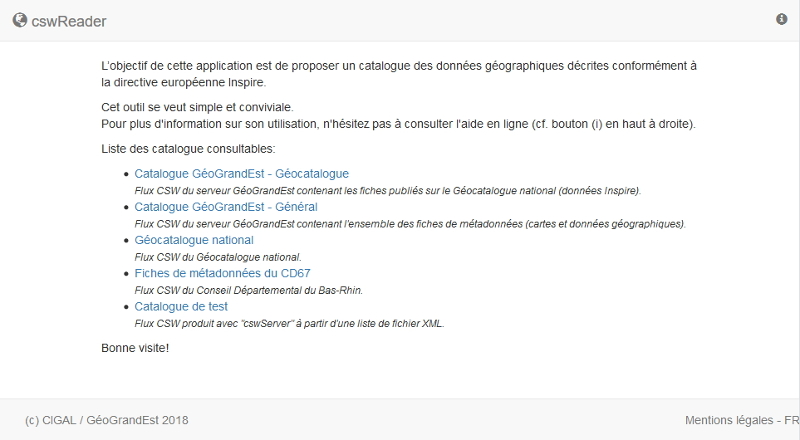 cswReader
L'objectif de cette application est de proposer un catalogue des données géographiques décrites conformément à
la directive européenne Inspire.
Cet outil se veut simple et conviviale.
Pour plus d'information sur son utilisation, n'hésitez pas à consulter l'aide en ligne (cf. bouton (i) en haut à droite).
Liste des catalogue consultables:
Catalogue GéoGrandEst - Géocatalogue
Flux CSW du serveur GéoGrandEst contenant les fiches publiés sur le Géocatalogue national (données Inspire).
Catalogue GéoGrandEst - Général
Flux CSW du serveur GéoGrandEst contenant l'ensemble des fiches de métadonnées (cartes et données géographiques).
Géocatalogue national
Flux CSW du Géocatalogue national.
Fiches de métadonnées du CD67
Flux CSW du Conseil Départemental du Bas-Rhin.
Catalogue de test
Flux CSW produit avec "cswServer" à partir d'une liste de fichier XML.
Bonne visite!
(c) CIGAL / GéoGrandEst 2018
Mentions légales - FR